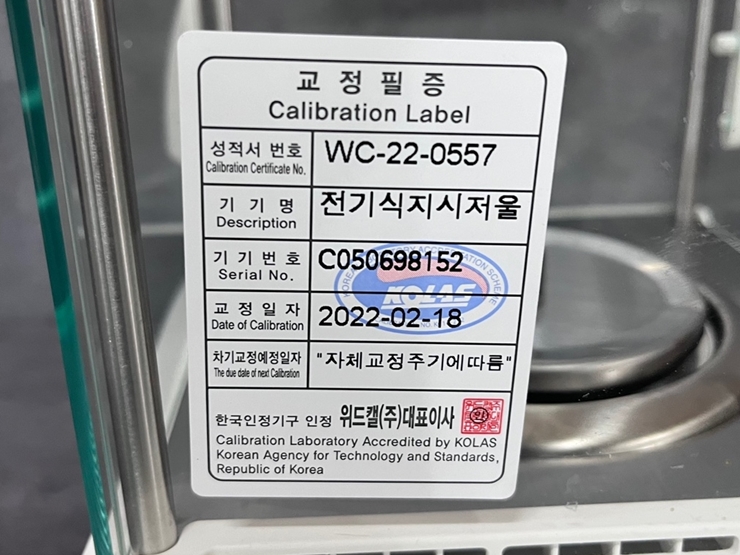 교정필증
Calibration Label
성적서 번호
Calibration Certificate No.
WC-22-0557
기 기 명
Description
전기식지시저울
기 기 번 호
Serial No.
C050698152
KOLAS
교 정 일 자
Date of Calibration
2022-02-18
차기교정예정일자
The due date of next Calibration
"자체교정주기에따름"
한국인정기구 인정 위드캘(주)대표이사
Calibration Laboratory Accredited by KOLAS
Korean Agency for Technology and Standards,
Republic of Korea